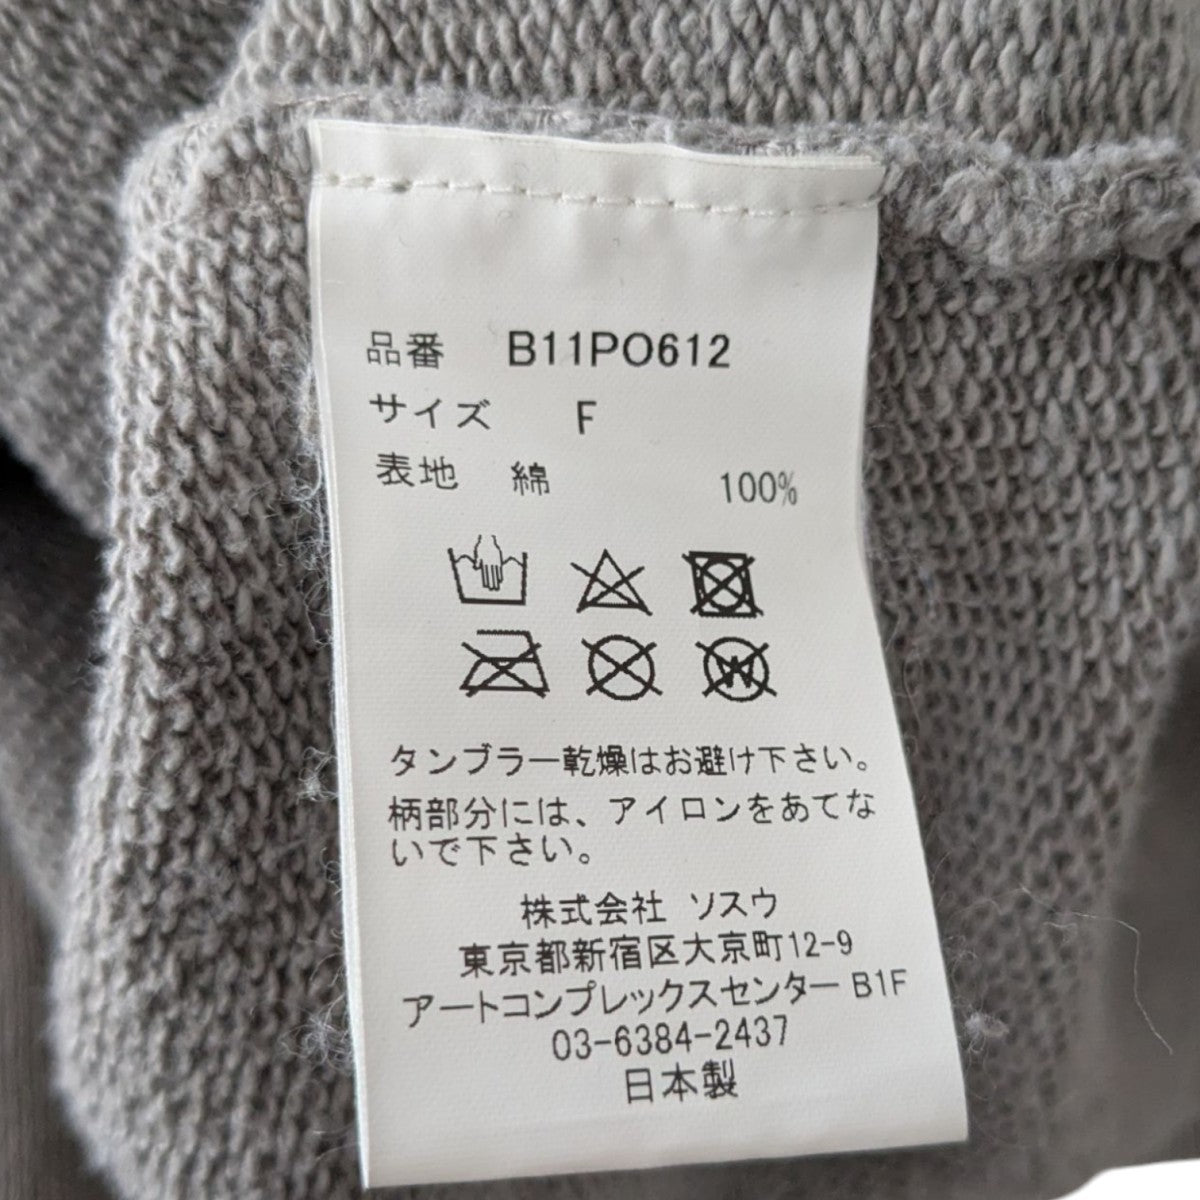 品番 B11PO612
サイズ F
表地 綿 100%
W
タンブラー乾燥はお避け下さい。
柄部分には、アイロンをあてな
いで下さい。
株式会社 ソスウ
東京都新宿区大京町12-9
アートコンプレックスセンター B1F
03-6384-2437
日本製